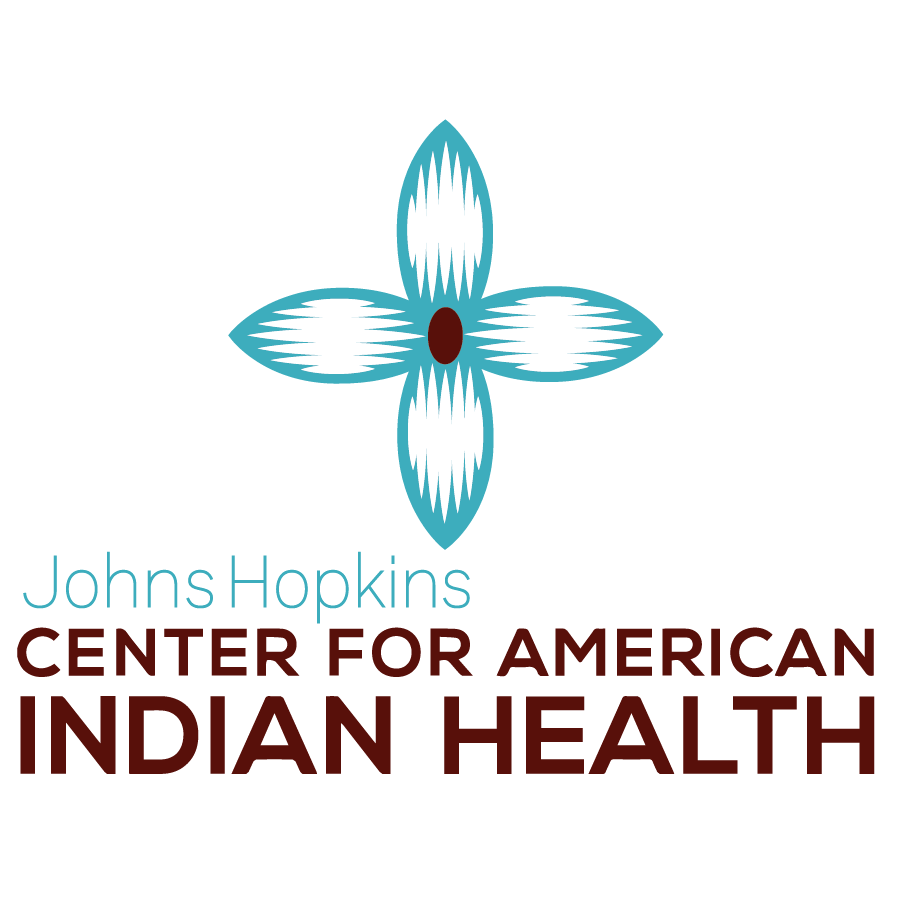 Johns Hopkins
CENTER FOR AMERICAN
INDIAN HEALTH